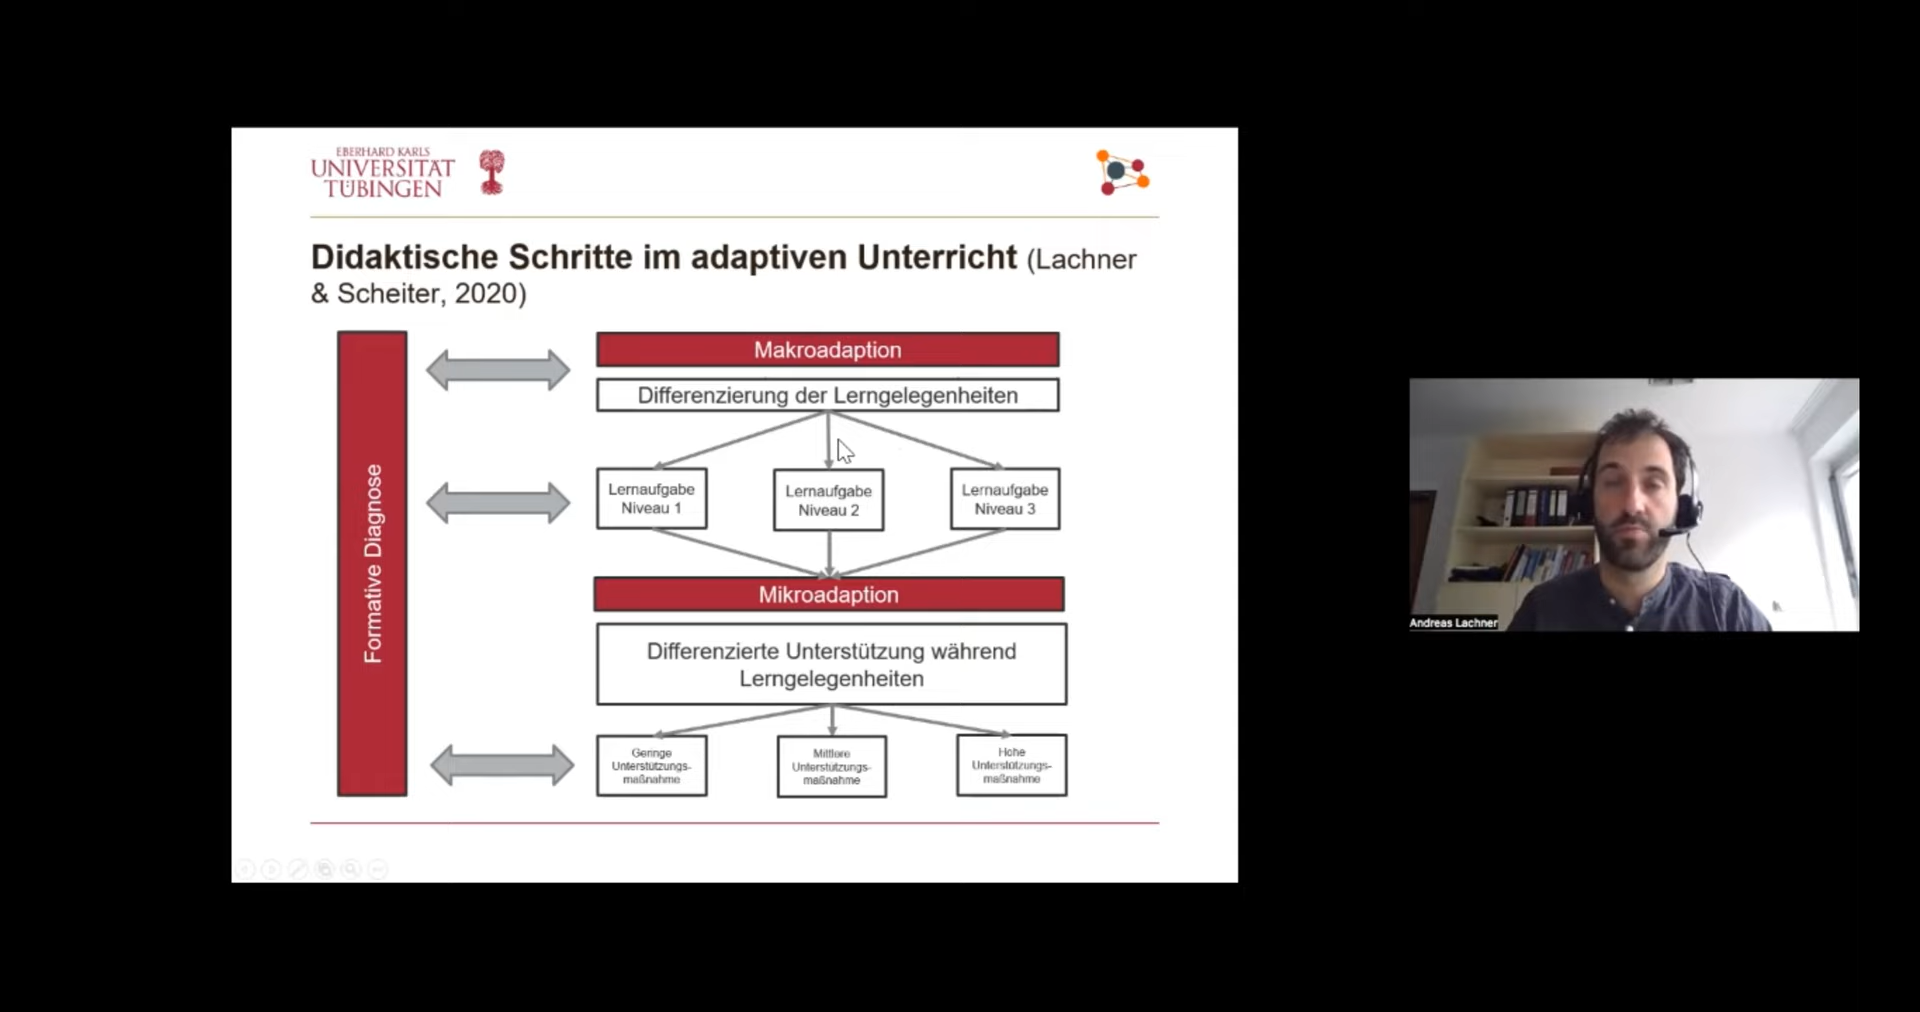 EBERHARD KARLS
UNIVERSITÄT
TÜBINGEN
Didaktische Schritte im adaptiven Unterricht (Lachner
& Scheiter, 2020)
Formative Diagnose
Makroadaption
Differenzierung der Lerngelegenheiten
Lernaufgabe
Niveau 1
Lernaufgabe
Niveau 2
Lernaufgabe
Niveau 3
Mikroadaption
Differenzierte Unterstützung während
Lerngelegenheiten
Geringe
Unterstützungs-
maßnahme
Mittlere
Unterstützungs-
maßnahme
Hohe
Unterstützungs-
maßnahme
Andreas Lachner